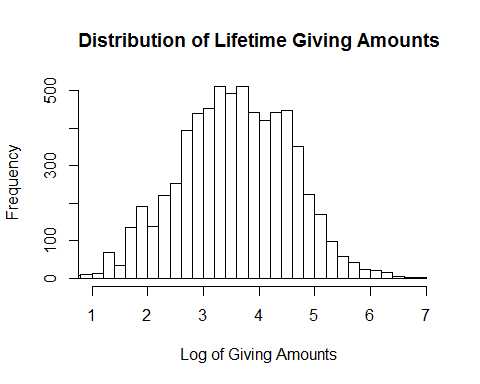 Distribution of Lifetime Giving Amounts
Frequency
500
300
100
0
1 2 3 4 5 6 7
Log of Giving Amounts